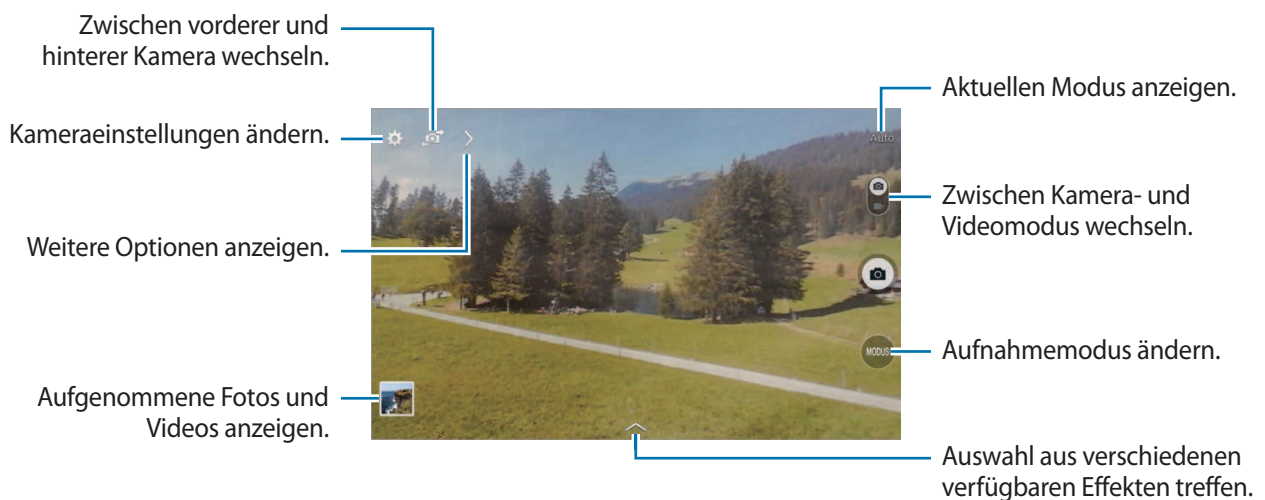 Zwischen vorderer und
hinterer Kamera wechseln.
Kameraeinstellungen ändern.
Weitere Optionen anzeigen.
Aufgenommene Fotos und
Videos anzeigen.
Auto
MODUS
Aktuellen Modus anzeigen.
Zwischen Kamera- und
Videomodus wechseln.
Aufnahmemodus ändern.
Auswahl aus verschiedenen
verfügbaren Effekten treffen.